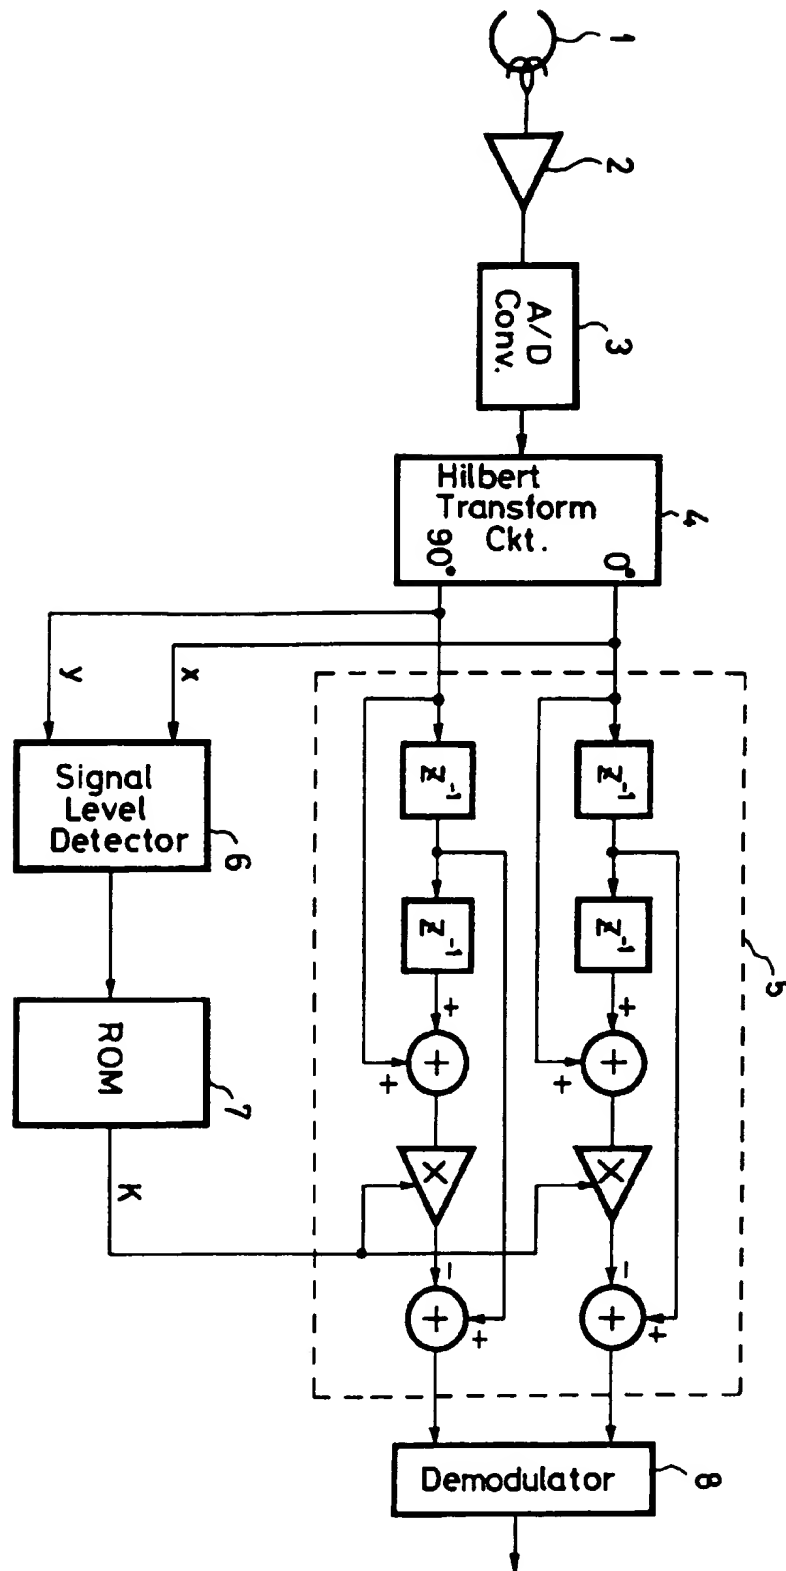 1
2
A/D
Conv.
3
Hilbert
Transform
Ckt.
90°
0°
4
y
x
Signal
Level
Detector
6
z⁻¹
z⁻¹
z⁻¹
z⁻¹
5
+
+
+
+
+
+
ROM
7
K
X
X
-
-
+
+
+
+
Demodulator
8